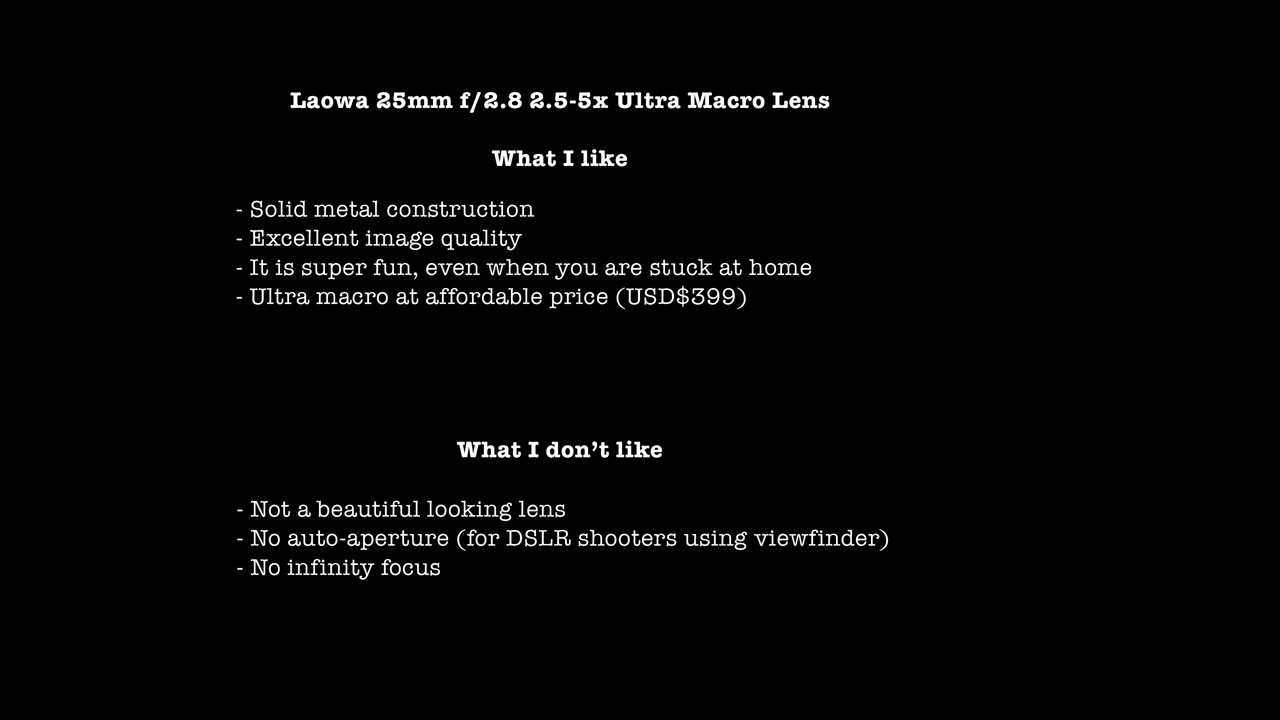 Laowa 25mm f/2.8 2.5-5x Ultra Macro Lens
What I like
- Solid metal construction
- Excellent image quality
- It is super fun, even when you are stuck at home
- Ultra macro at affordable price (USD$399)
What I don’t like
- Not a beautiful looking lens
- No auto-aperture (for DSLR shooters using viewfinder)
- No infinity focus